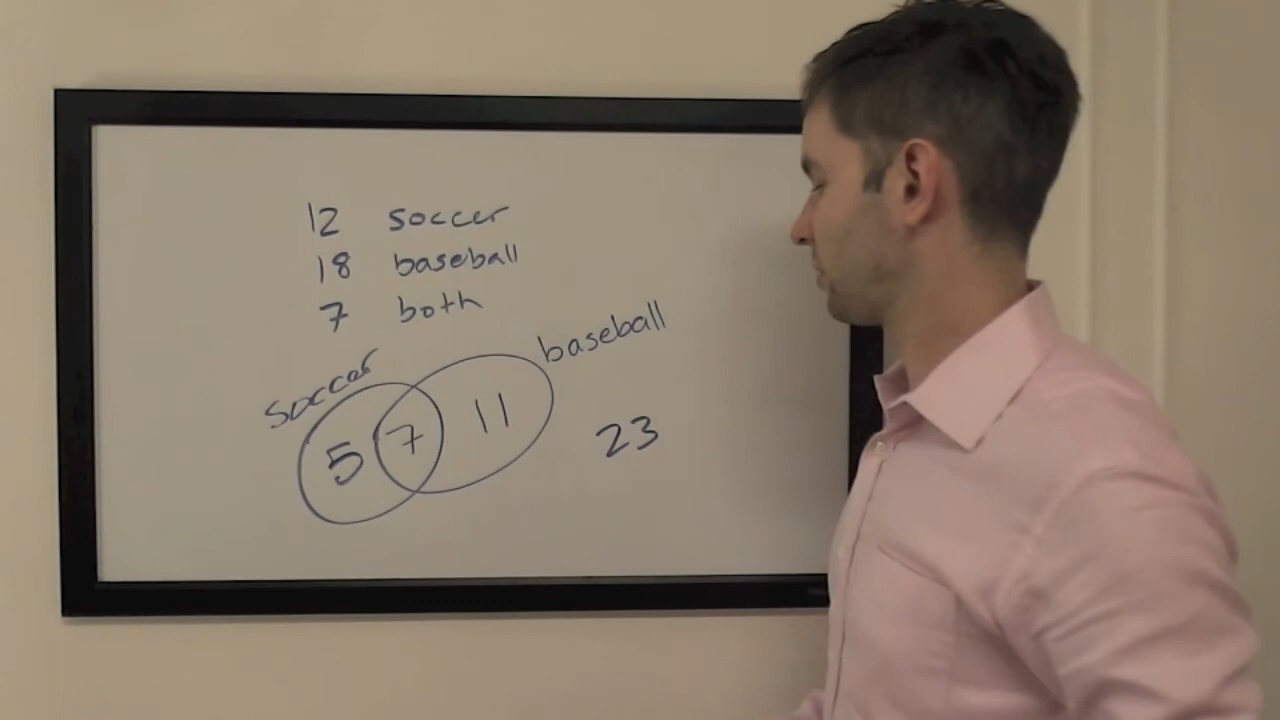 12 soccer
18 baseball
7 both
soccer
baseball
5 7 11
23